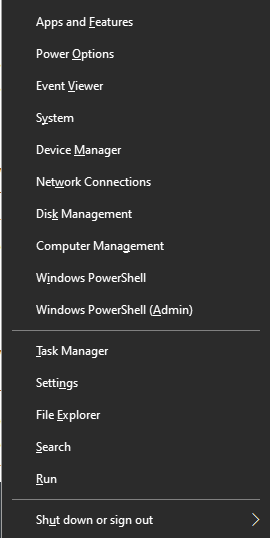 Apps and Features
Power Options
Event Viewer
System
Device Manager
Network Connections
Disk Management
Computer Management
Windows PowerShell
Windows PowerShell (Admin)
Task Manager
Settings
File Explorer
Search
Run
Shut down or sign out